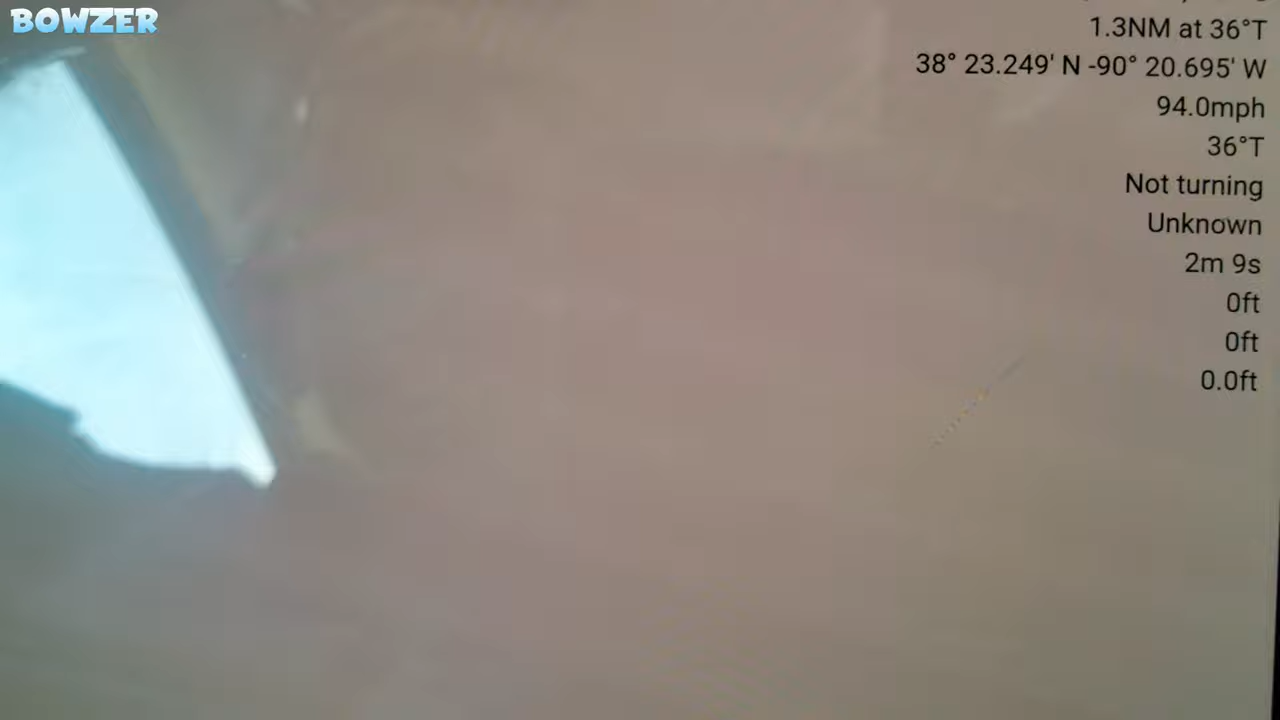 BOWZER
1.3NM at 36°T
38° 23.249' N -90° 20.695' W
94.0mph
36°T
Not turning
Unknown
2m 9s
0ft
0ft
0.0ft